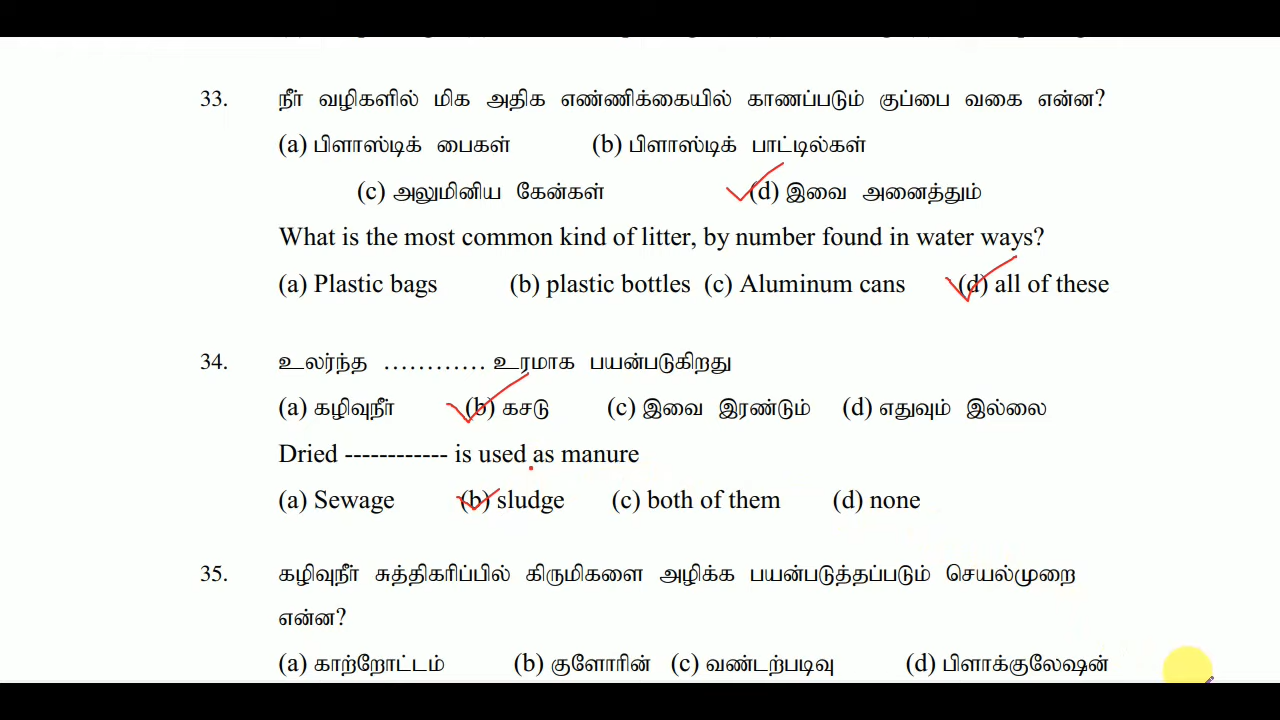 33. நீர் வழிகளில் மிக அதிக எண்ணிக்கையில் காணப்படும் குப்பை வகை என்ன?
(a) பிளாஸ்டிக் பைகள் (b) பிளாஸ்டிக் பாட்டில்கள்
(c) அலுமினிய கேன்கள் (d) இவை அனைத்தும்
What is the most common kind of litter, by number found in water ways?
(a) Plastic bags (b) plastic bottles (c) Aluminum cans (d) all of these
34. உலர்ந்த ………… உரமாக பயன்படுகிறது
(a) கழிவுநீர் (b) கசடு (c) இவை இரண்டும் (d) எதுவும் இல்லை
Dried ------------ is used as manure
(a) Sewage (b) sludge (c) both of them (d) none
35. கழிவுநீர் சுத்திகரிப்பில் கிருமிகளை அழிக்க பயன்படுத்தப்படும் செயல்முறை
என்ன?
(a) காற்றோட்டம் (b) குளோரின் (c) வண்டற்படிவு (d) பிளாக்குலேஷன்